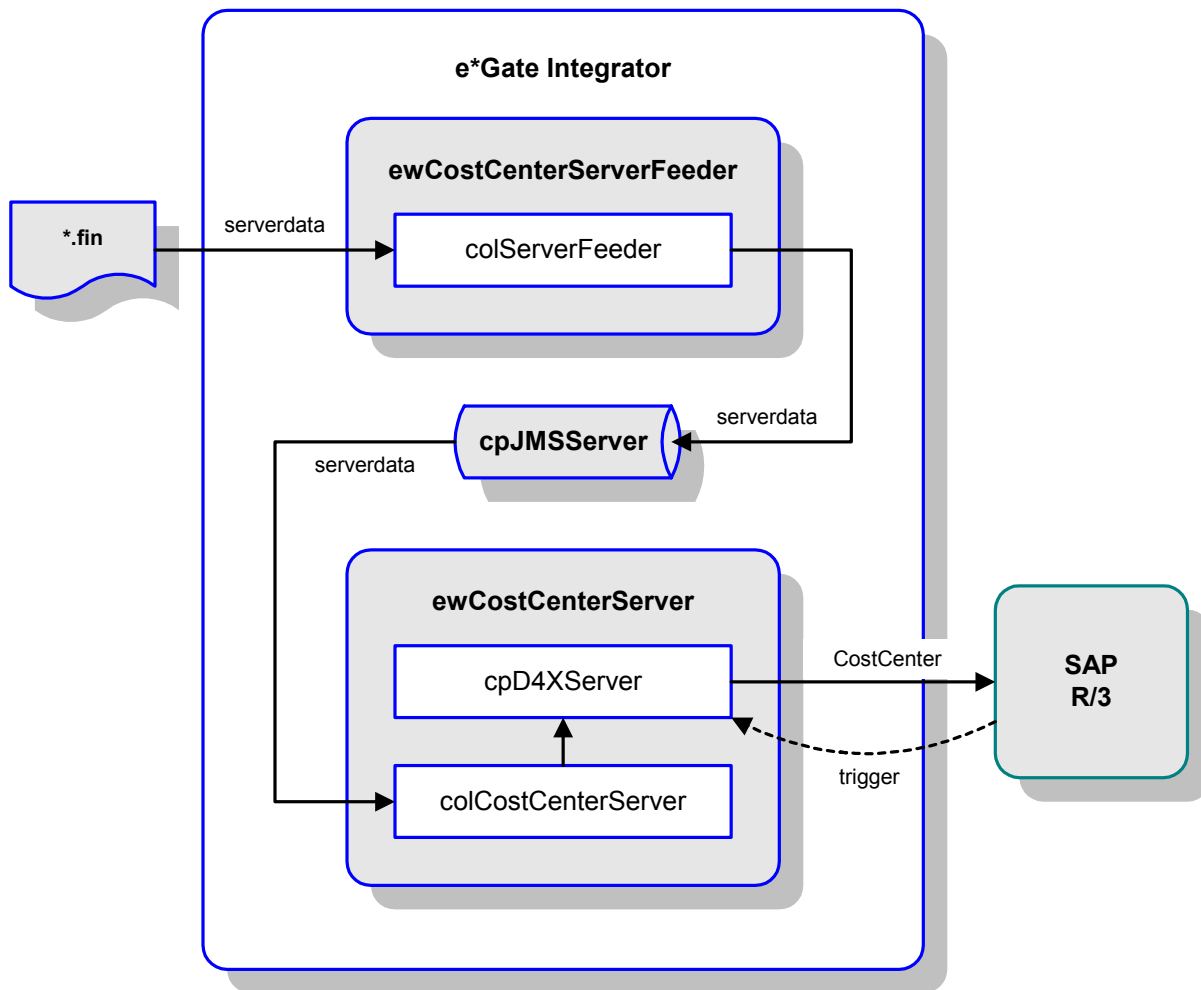 e*Gate Integrator
ewCostCenterServerFeeder
*.fin
serverdata
colServerFeeder
serverdata
cpJMSServer
serverdata
ewCostCenterServer
cpD4XServer
CostCenter
SAP
R/3
trigger
colCostCenterServer